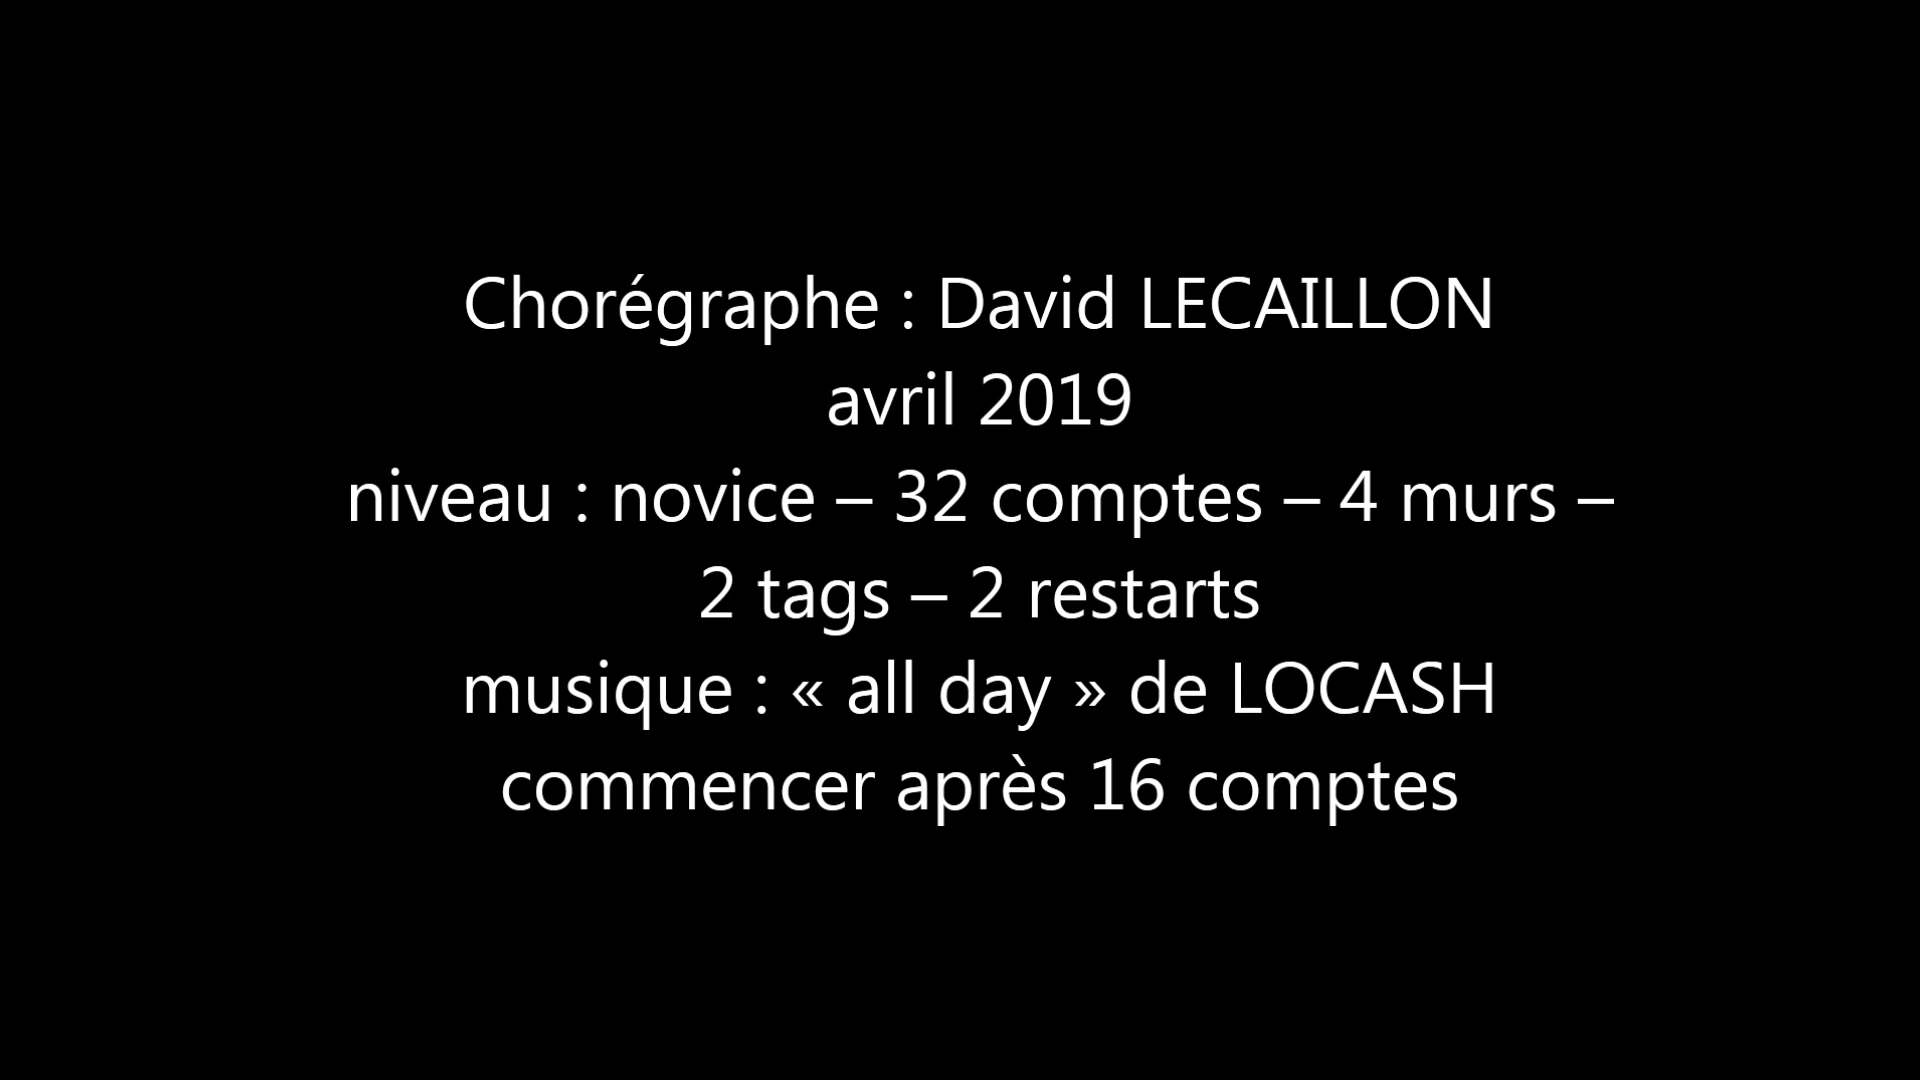 Chorégraphe : David LECAILLON
avril 2019
niveau : novice – 32 comptes – 4 murs –
2 tags – 2 restarts
musique : « all day » de LOCASH
commencer après 16 comptes